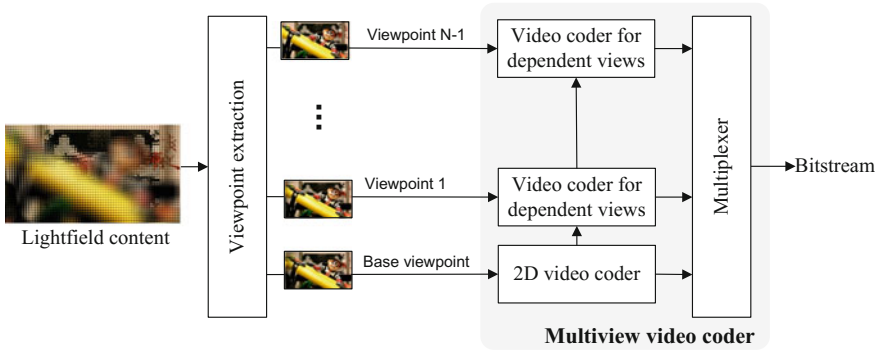 Lightfield content
Viewpoint extraction
Viewpoint N-1
Viewpoint 1
Base viewpoint
Video coder for
dependent views
Video coder for
dependent views
2D video coder
Multiview video coder
Multiplexer
Bitstream